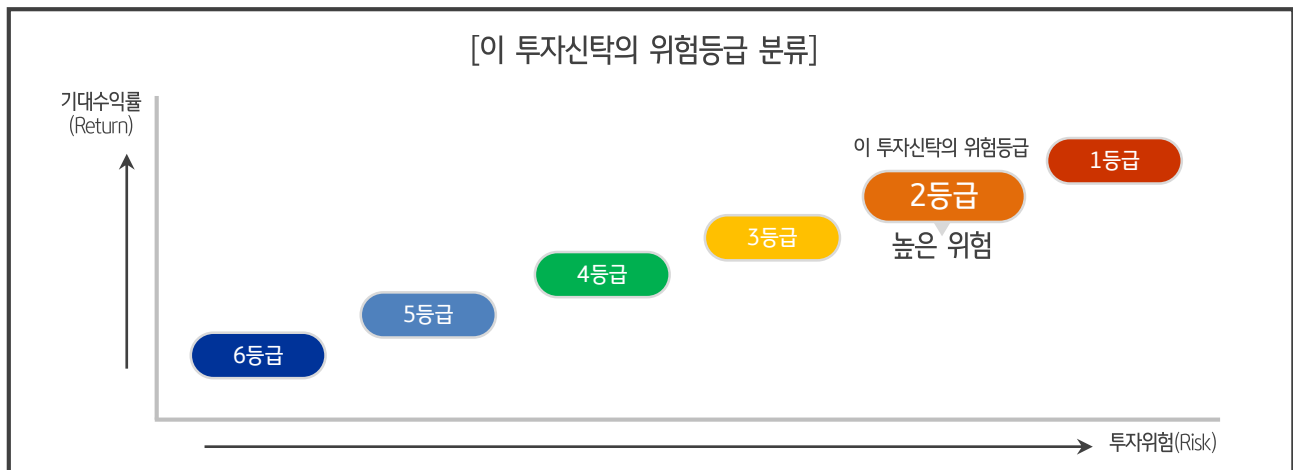 [이 투자신탁의 위험등급 분류]
기대수익률
(Return)
이 투자신탁의 위험등급
1등급
2등급
높은 위험
3등급
4등급
5등급
6등급
투자위험(Risk)